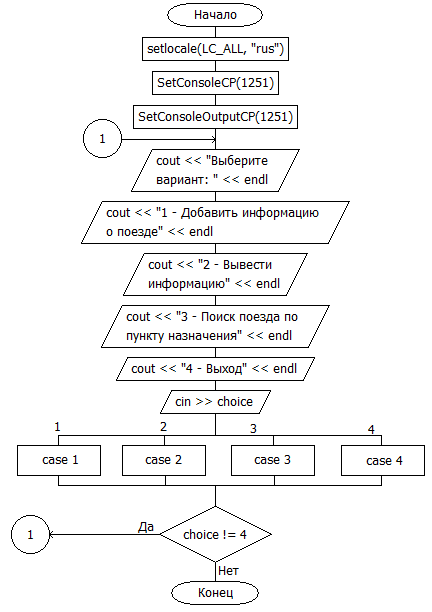 Начало
setlocale(LC_ALL, "rus")
SetConsoleCP(1251)
SetConsoleOutputCP(1251)
1
cout << "Выберите
вариант: " << endl
cout << "1 - Добавить информацию
о поезде" << endl
cout << "2 - Вывести
информацию" << endl
cout << "3 - Поиск поезда по
пункту назначения" << endl
cout << "4 - Выход" << endl
cin >> choice
1 2 3 4
case 1 case 2 case 3 case 4
Да
1 choice != 4
Нет
Конец